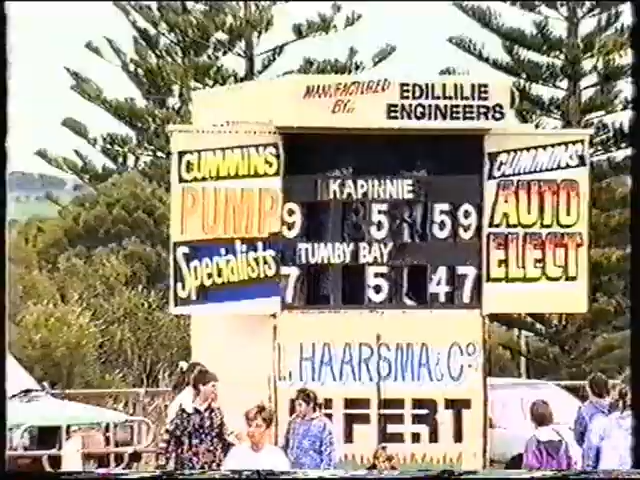 MANUFACTURED
BY:
EDILLILIE
ENGINEERS
CUMMINS
PUMP
Specialists
KAPINNIE
9 5 59
TUMBY BAY
7 5 47
CUMMINS
AUTO
ELECT
HAARSMA & Co